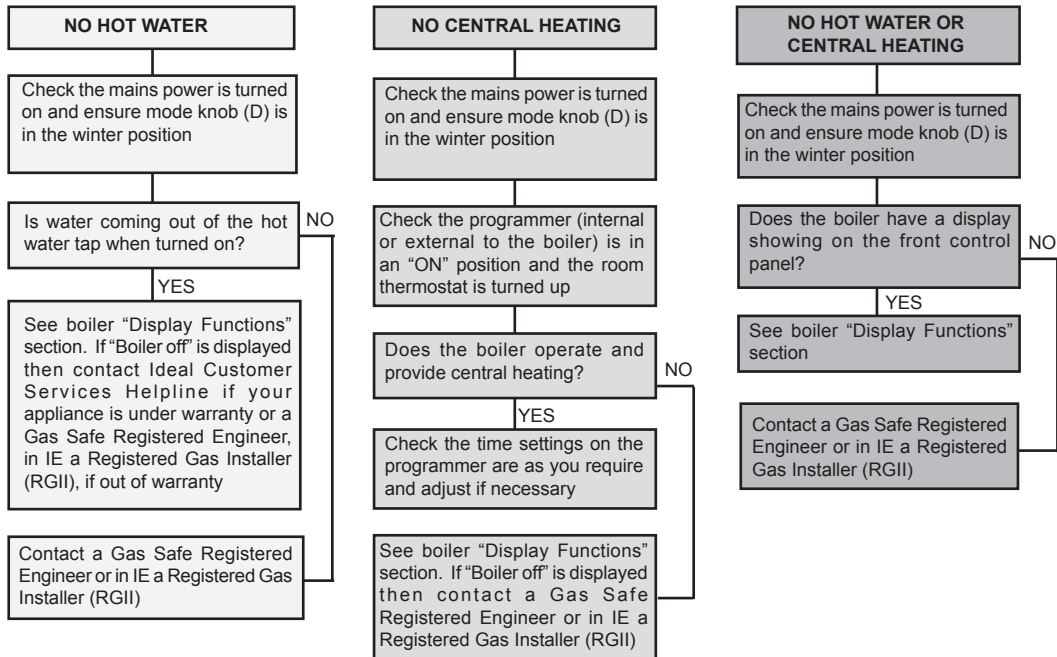 NO HOT WATER
Check the mains power is turned
on and ensure mode knob (D) is
in the winter position
Is water coming out of the hot
water tap when turned on?
NO
YES
See boiler “Display Functions”
section. If “Boiler off” is displayed
then contact Ideal Customer
Services Helpline if your
appliance is under warranty or a
Gas Safe Registered Engineer,
in IE a Registered Gas Installer
(RGII), if out of warranty
Contact a Gas Safe Registered
Engineer or in IE a Registered Gas
Installer (RGII)
NO CENTRAL HEATING
Check the mains power is turned
on and ensure mode knob (D) is
in the winter position
Check the programmer (internal
or external to the boiler) is in
an “ON” position and the room
thermostat is turned up
Does the boiler operate and
provide central heating?
NO
YES
Check the time settings on the
programmer are as you require
and adjust if necessary
See boiler “Display Functions”
section. If “Boiler off” is displayed
then contact a Gas Safe
Registered Engineer or in IE a
Registered Gas Installer (RGII)
NO HOT WATER OR
CENTRAL HEATING
Check the mains power is turned
on and ensure mode knob (D) is
in the winter position
Does the boiler have a display
showing on the front control
panel?
NO
YES
See boiler “Display Functions”
section
Contact a Gas Safe Registered
Engineer or in IE a Registered
Gas Installer (RGII)